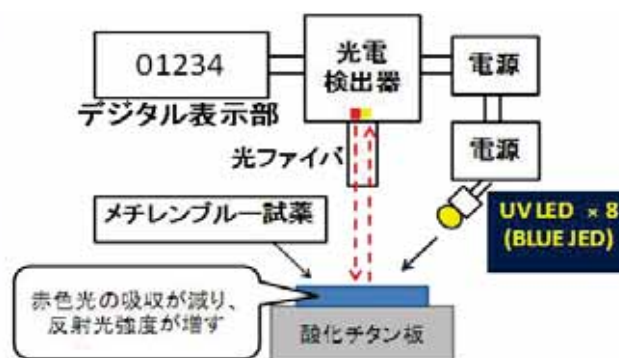 01234
デジタル表示部
光電
検出器
電源
電源
光ファイバ
メチレンブルー試薬
UV LED × 8
(BLUE JED)
赤色光の吸収が減り、
反射光強度が増す
酸化チタン板